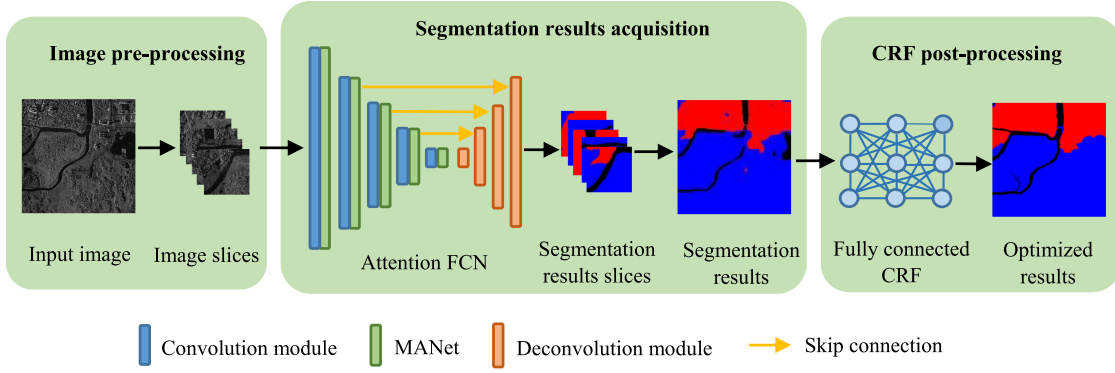 Image pre-processing
Segmentation results acquisition
CRF post-processing
Input image
Image slices
Attention FCN
Segmentation
results slices
Segmentation
results
Fully connected
CRF
Optimized
results
Convolution module
MANet
Deconvolution module
Skip connection